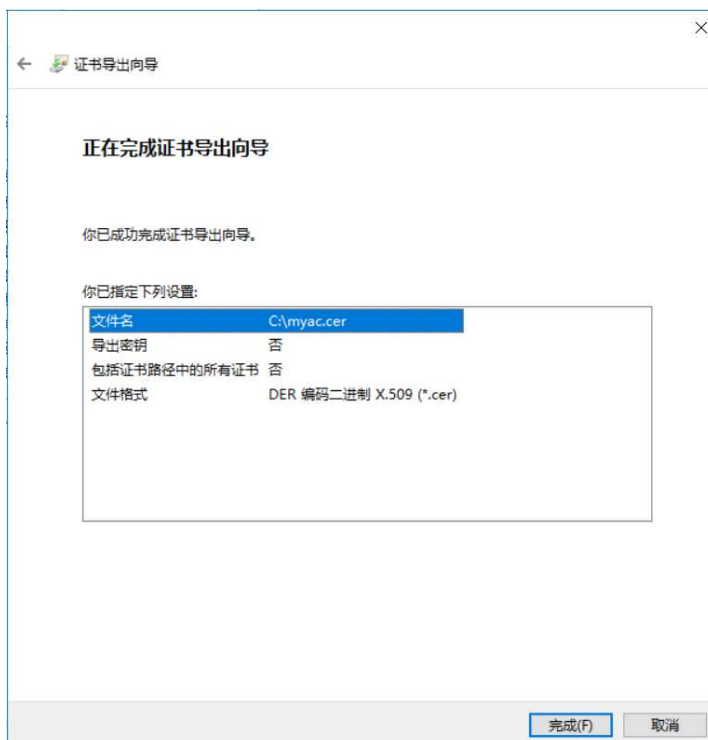 证书导出向导
正在完成证书导出向导
你已成功完成证书导出向导。
你已指定下列设置:
文件名 C:\myac.cer
导出密钥 否
包括证书路径中的所有证书 否
文件格式 DER 编码二进制 X.509 (*.cer)
完成(F) 取消